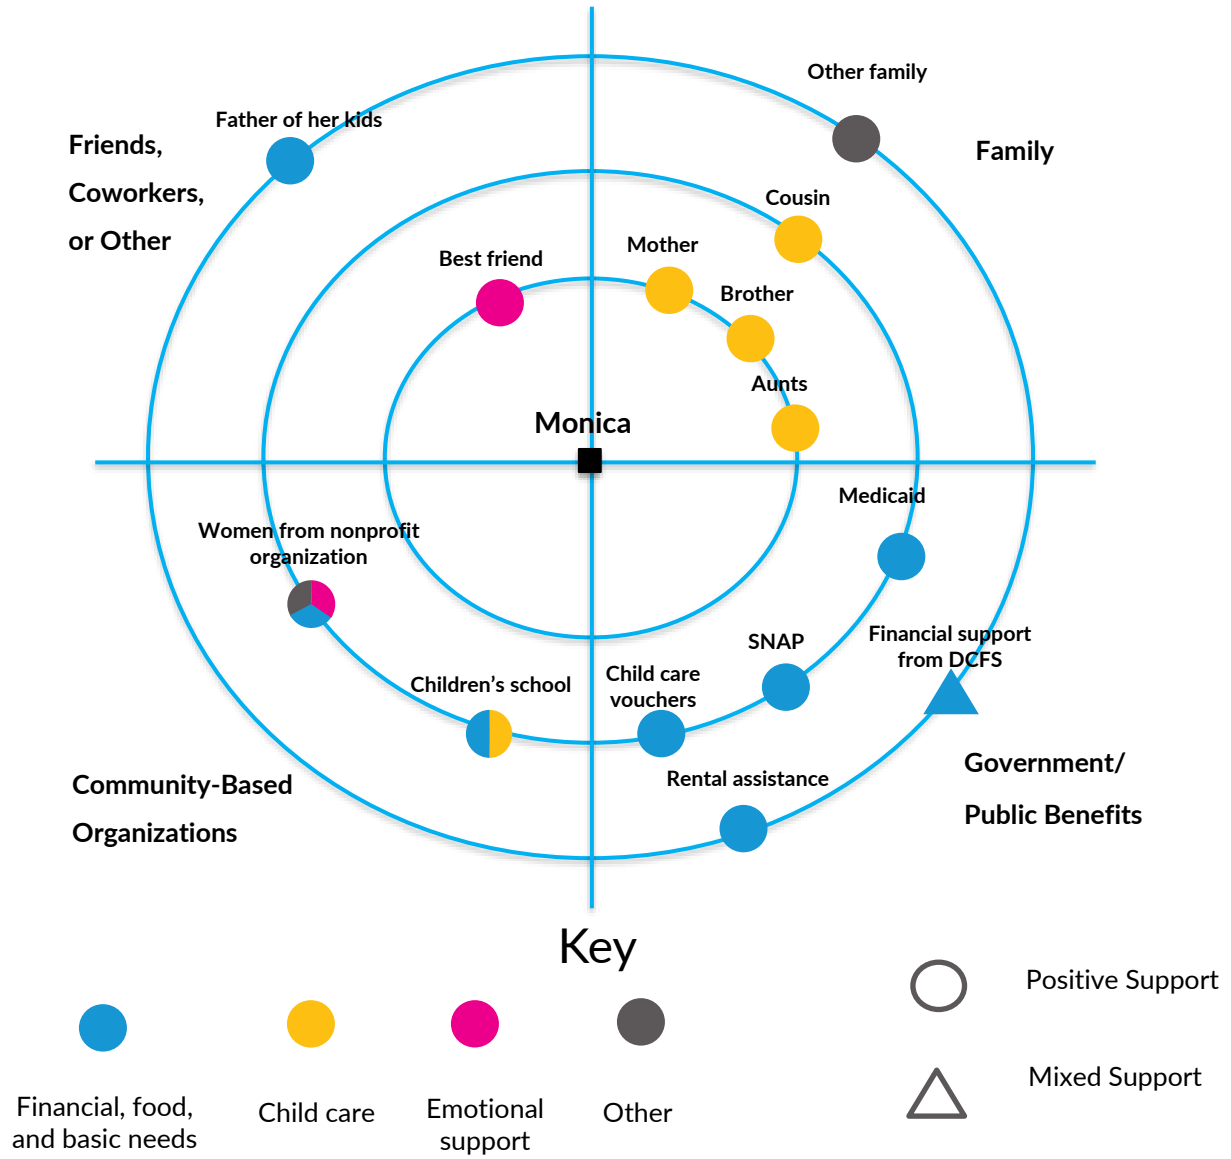 Other family
Father of her kids
Friends,
Coworkers,
or Other
Family
Cousin
Mother
Best friend
Brother
Aunts
Monica
Medicaid
Women from nonprofit
organization
Financial support
from DCFS
SNAP
Child care
vouchers
Children’s school
Rental assistance
Government/
Public Benefits
Community-Based
Organizations
Key
Positive Support
Mixed Support
Financial, food,
and basic needs
Child care
Emotional
support
Other